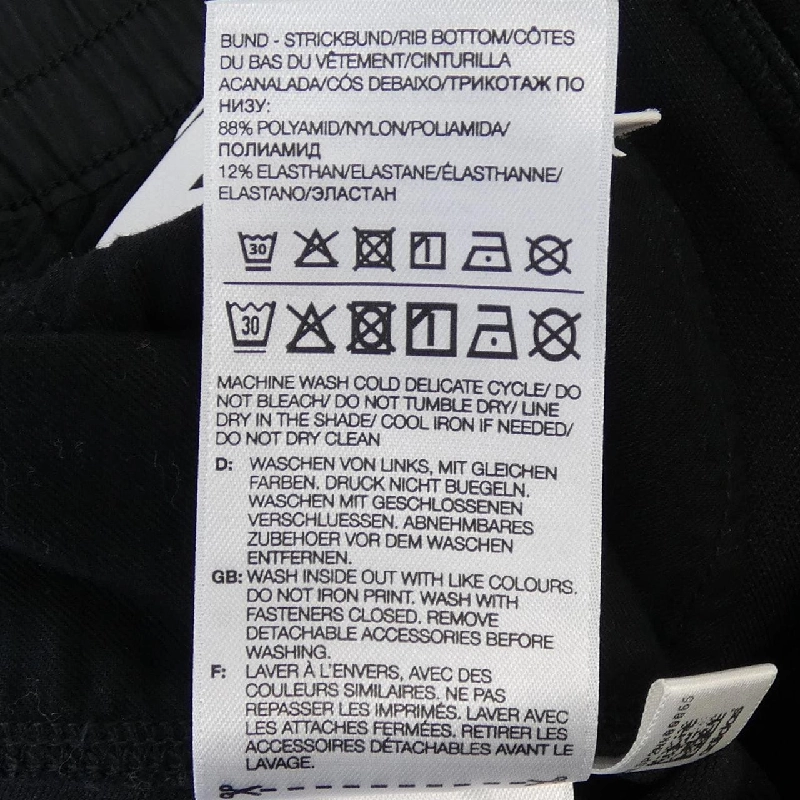 BUND - STRICKBUND/RIB BOTTOM/CÔTES
DU BAS DU VÊTEMENT/CINTURILLA
ACANALADA/CÓS DEBAIXO/ТРИКОТАЖ ПО
НИЗУ:
88% POLYAMID/NYLON/POLIAMIDA/
ПОЛИАМИД
12% ELASTHAN/ELASTANE/ÉLASTHANNE/
ELASTANO/ЭЛАСТАН
30
30
MACHINE WASH COLD DELICATE CYCLE/ DO
NOT BLEACH/ DO NOT TUMBLE DRY/ LINE
DRY IN THE SHADE/ COOL IRON IF NEEDED/
DO NOT DRY CLEAN
D: WASCHEN VON LINKS, MIT GLEICHEN
FARBEN. DRUCK NICHT BUEGELN.
WASCHEN MIT GESCHLOSSENEN
VERSCHLUESSEN. ABNEHMBARES
ZUBEHOER VOR DEM WASCHEN
ENTFERNEN.
GB: WASH INSIDE OUT WITH LIKE COLOURS.
DO NOT IRON PRINT. WASH WITH
FASTENERS CLOSED. REMOVE
DETACHABLE ACCESSORIES BEFORE
WASHING.
F: LAVER À L'ENVERS, AVEC DES
COULEURS SIMILAIRES. NE PAS
REPASSER LES IMPRIMÉS. LAVER AVEC
LES ATTACHES FERMÉES. RETIRER LES
ACCESSOIRES DÉTACHABLES AVANT LE
LAVAGE.